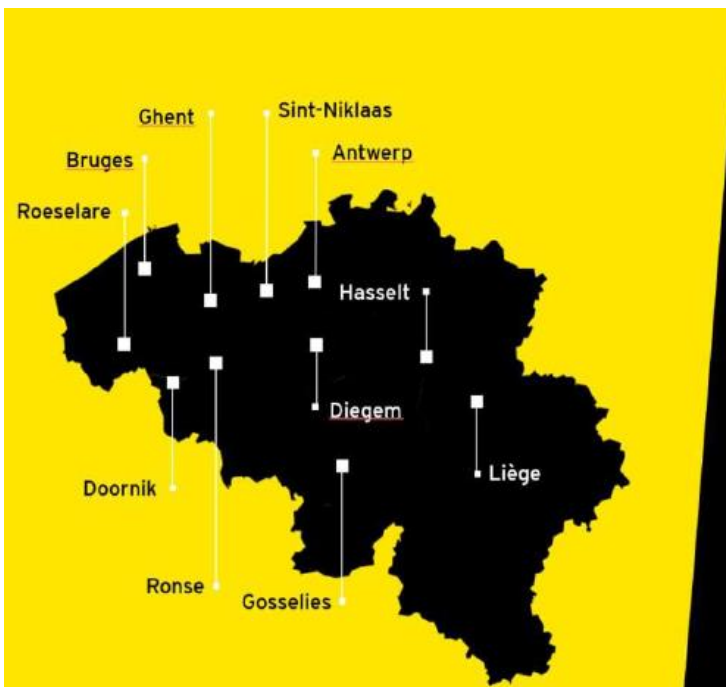 Sint-Niklaas
Ghent
Antwerp
Bruges
Roeselare
Hasselt
Diegem
Liège
Doornik
Ronse
Gosselies